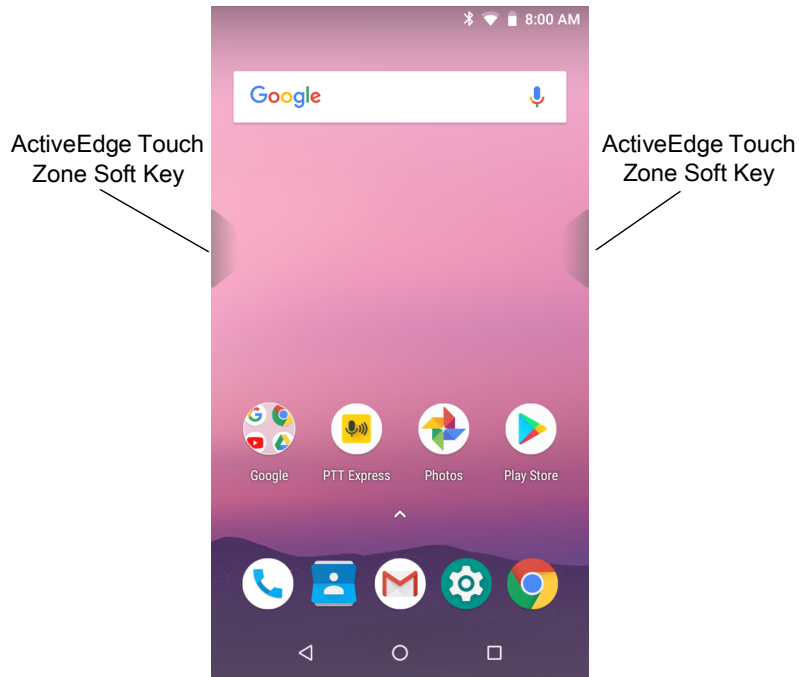 8:00 AM
Google
ActiveEdge Touch
Zone Soft Key
ActiveEdge Touch
Zone Soft Key
Google
PTT Express
Photos
Play Store